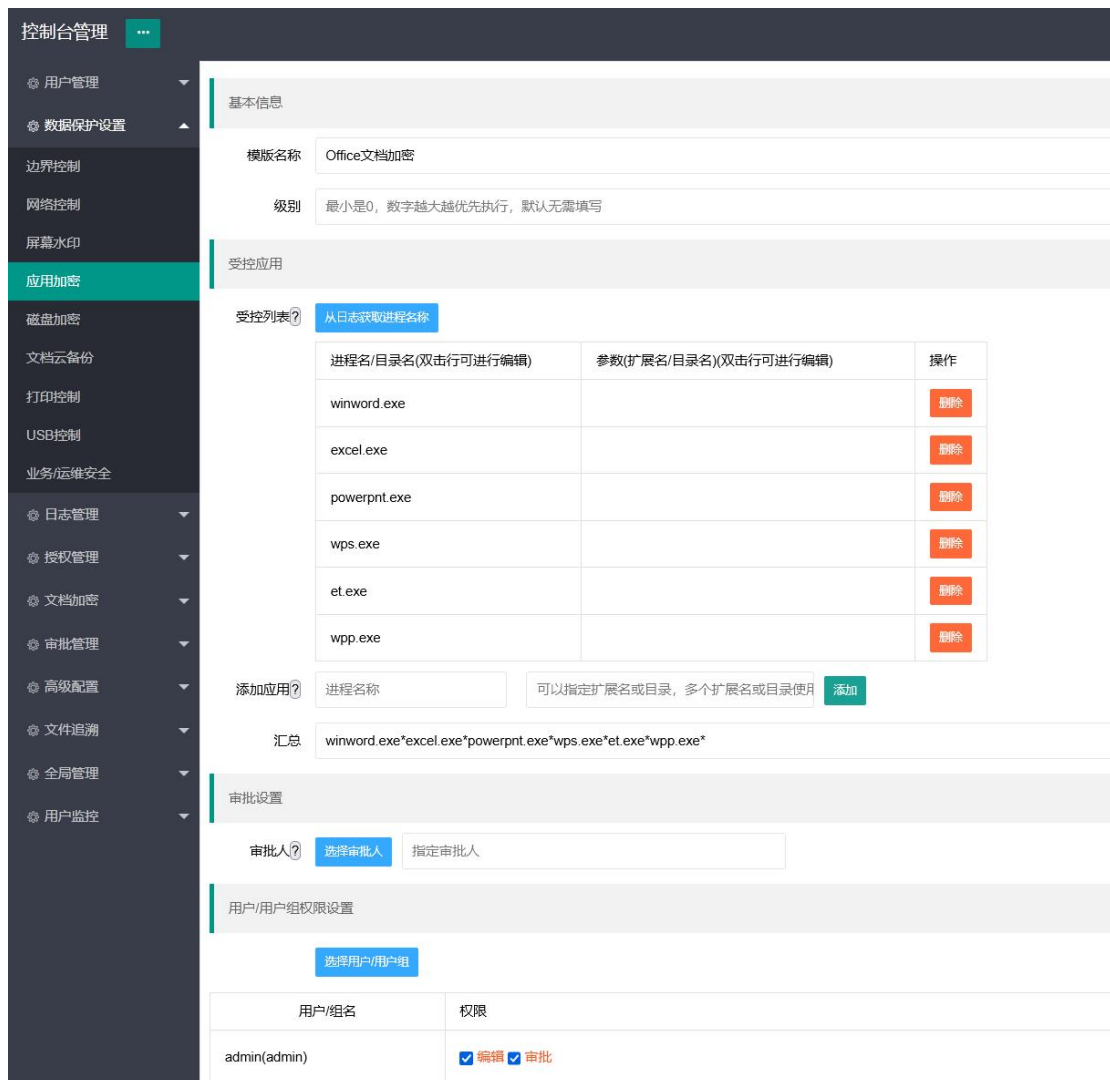 控制台管理 ...
用户管理
数据保护设置
边界控制
网络控制
屏幕水印
应用加密
磁盘加密
文档云备份
打印控制
USB控制
业务/运维安全
日志管理
授权管理
文档加密
审批管理
高级配置
文件追溯
全局管理
用户监控
基本信息
模版名称 Office文档加密
级别 最小是0，数字越大越优先执行，默认无需填写
受控应用
受控列表? 从日志获取进程名称
进程名/目录名(双击行可进行编辑) 参数(扩展名/目录名)(双击行可进行编辑) 操作
winword.exe 删除
excel.exe 删除
powerpnt.exe 删除
wps.exe 删除
et.exe 删除
wpp.exe 删除
添加应用? 进程名称 可以指定扩展名或目录，多个扩展名或目录使用 添加
汇总 winword.exe*excel.exe*powerpnt.exe*wps.exe*et.exe*wpp.exe*
审批设置
审批人? 选择审批人 指定审批人
用户/用户组权限设置
选择用户/用户组
用户/组名 权限
admin(admin) 编辑 审批